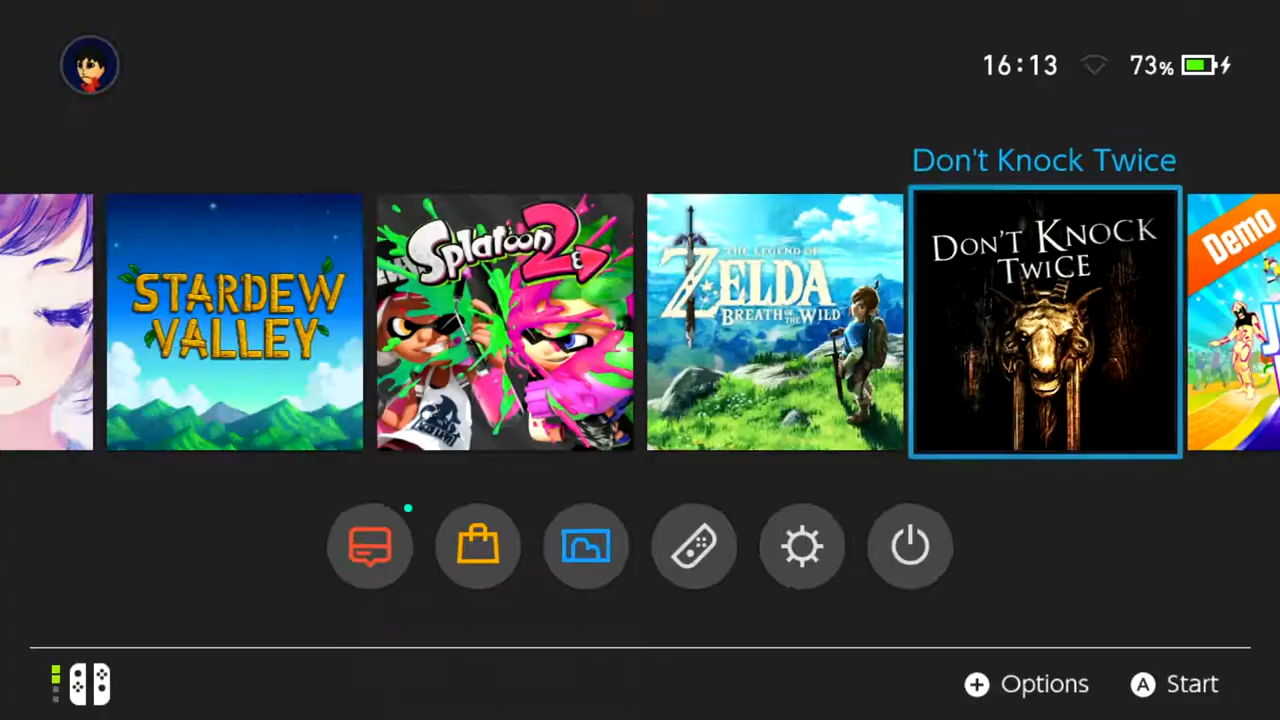 16:13
73%
Don't Knock Twice
STARDEW
VALLEY
Splatoon 2
THE LEGEND OF
ZELDA
BREATH OF THE WILD
DON'T KNOCK
TWICE
Demo
Options
A Start